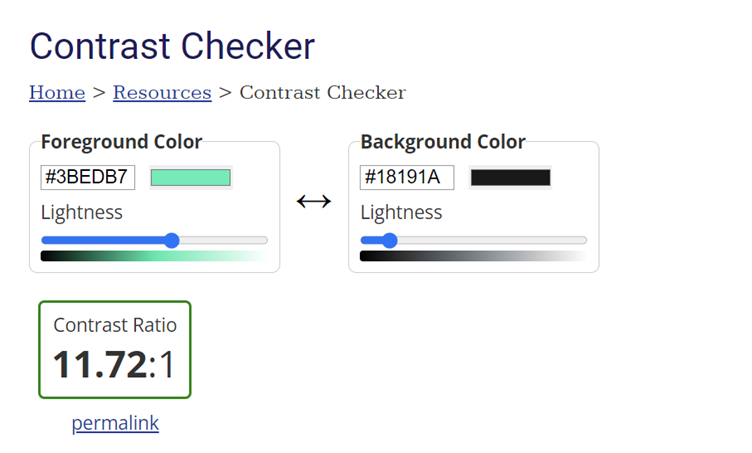 Contrast Checker
Home > Resources > Contrast Checker
Foreground Color
#3BEDB7
Lightness
Background Color
#18191A
Lightness
Contrast Ratio
11.72:1
permalink